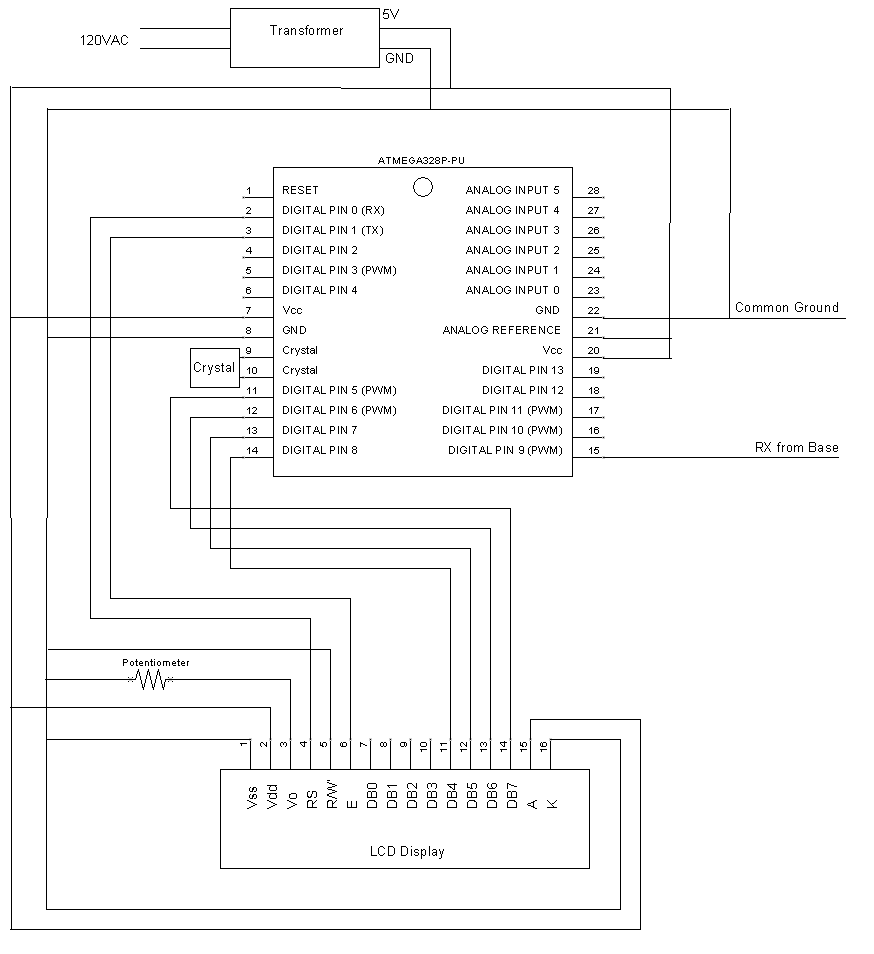 5V
Transformer
120VAC
GND
ATMEGA328P-PU
1 RESET ANALOG INPUT 5 28
2 DIGITAL PIN 0 (RX) ANALOG INPUT 4 27
3 DIGITAL PIN 1 (TX) ANALOG INPUT 3 26
4 DIGITAL PIN 2 ANALOG INPUT 2 25
5 DIGITAL PIN 3 (PWM) ANALOG INPUT 1 24
6 DIGITAL PIN 4 ANALOG INPUT 0 23
7 Vcc GND 22
Common Ground
8 GND ANALOG REFERENCE 21
9 Crystal Vcc 20
Crystal
10 Crystal DIGITAL PIN 13 19
11 DIGITAL PIN 5 (PWM) DIGITAL PIN 12 18
12 DIGITAL PIN 6 (PWM) DIGITAL PIN 11 (PWM) 17
13 DIGITAL PIN 7 DIGITAL PIN 10 (PWM) 16
14 DIGITAL PIN 8 DIGITAL PIN 9 (PWM) 15
RX from Base
Potentiometer
1 2 3 4 5 6 7 8 9 10 11 12 13 14 15 16
Vss Vdd Vo RS R/W' E DB0 DB1 DB2 DB3 DB4 DB5 DB6 DB7 A K
LCD Display